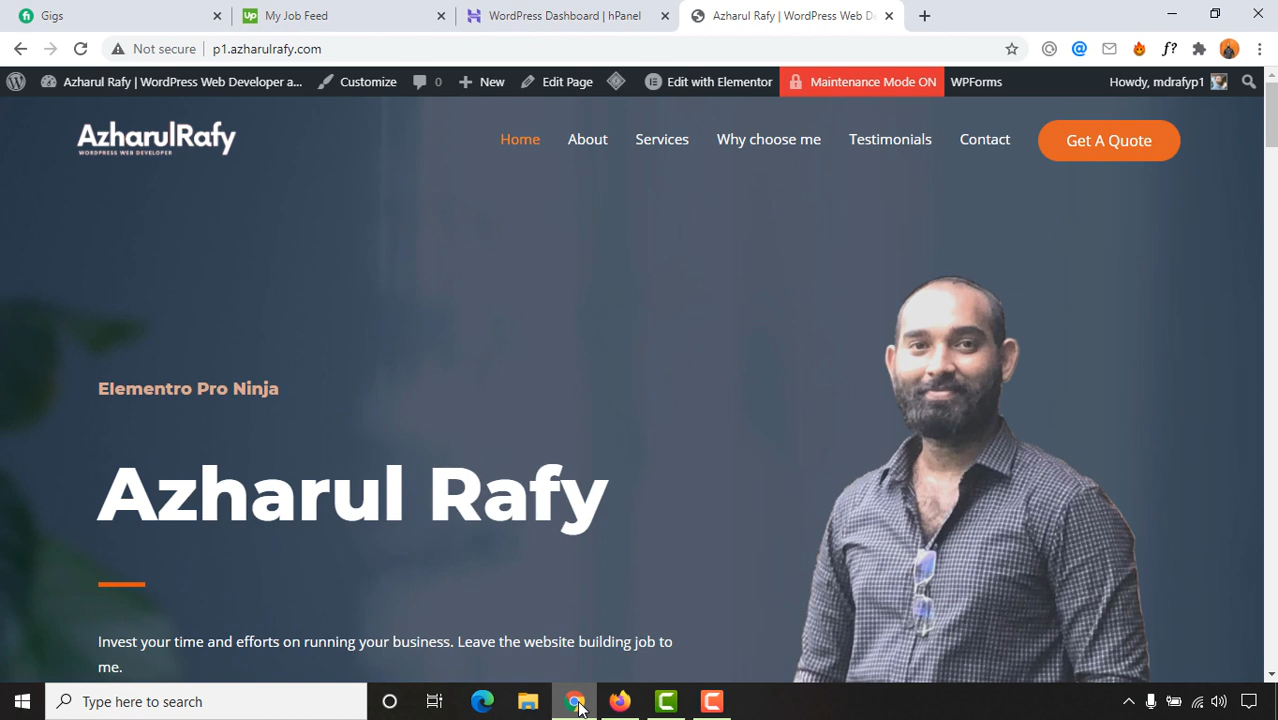 Gigs
My Job Feed
WordPress Dashboard | hPanel
Azharul Rafy | WordPress Web De
Not secure
p1.azharulrafy.com
Azharul Rafy | WordPress Web Developer a...
Customize
0
New
Edit Page
Edit with Elementor
Maintenance Mode ON
WPForms
Howdy, mdrafyp1
AzharulRafy
WORDPRESS WEB DEVELOPER
Home
About
Services
Why choose me
Testimonials
Contact
Get A Quote
Elementro Pro Ninja
Azharul Rafy
Invest your time and efforts on running your business. Leave the website building job to
me.
Type here to search